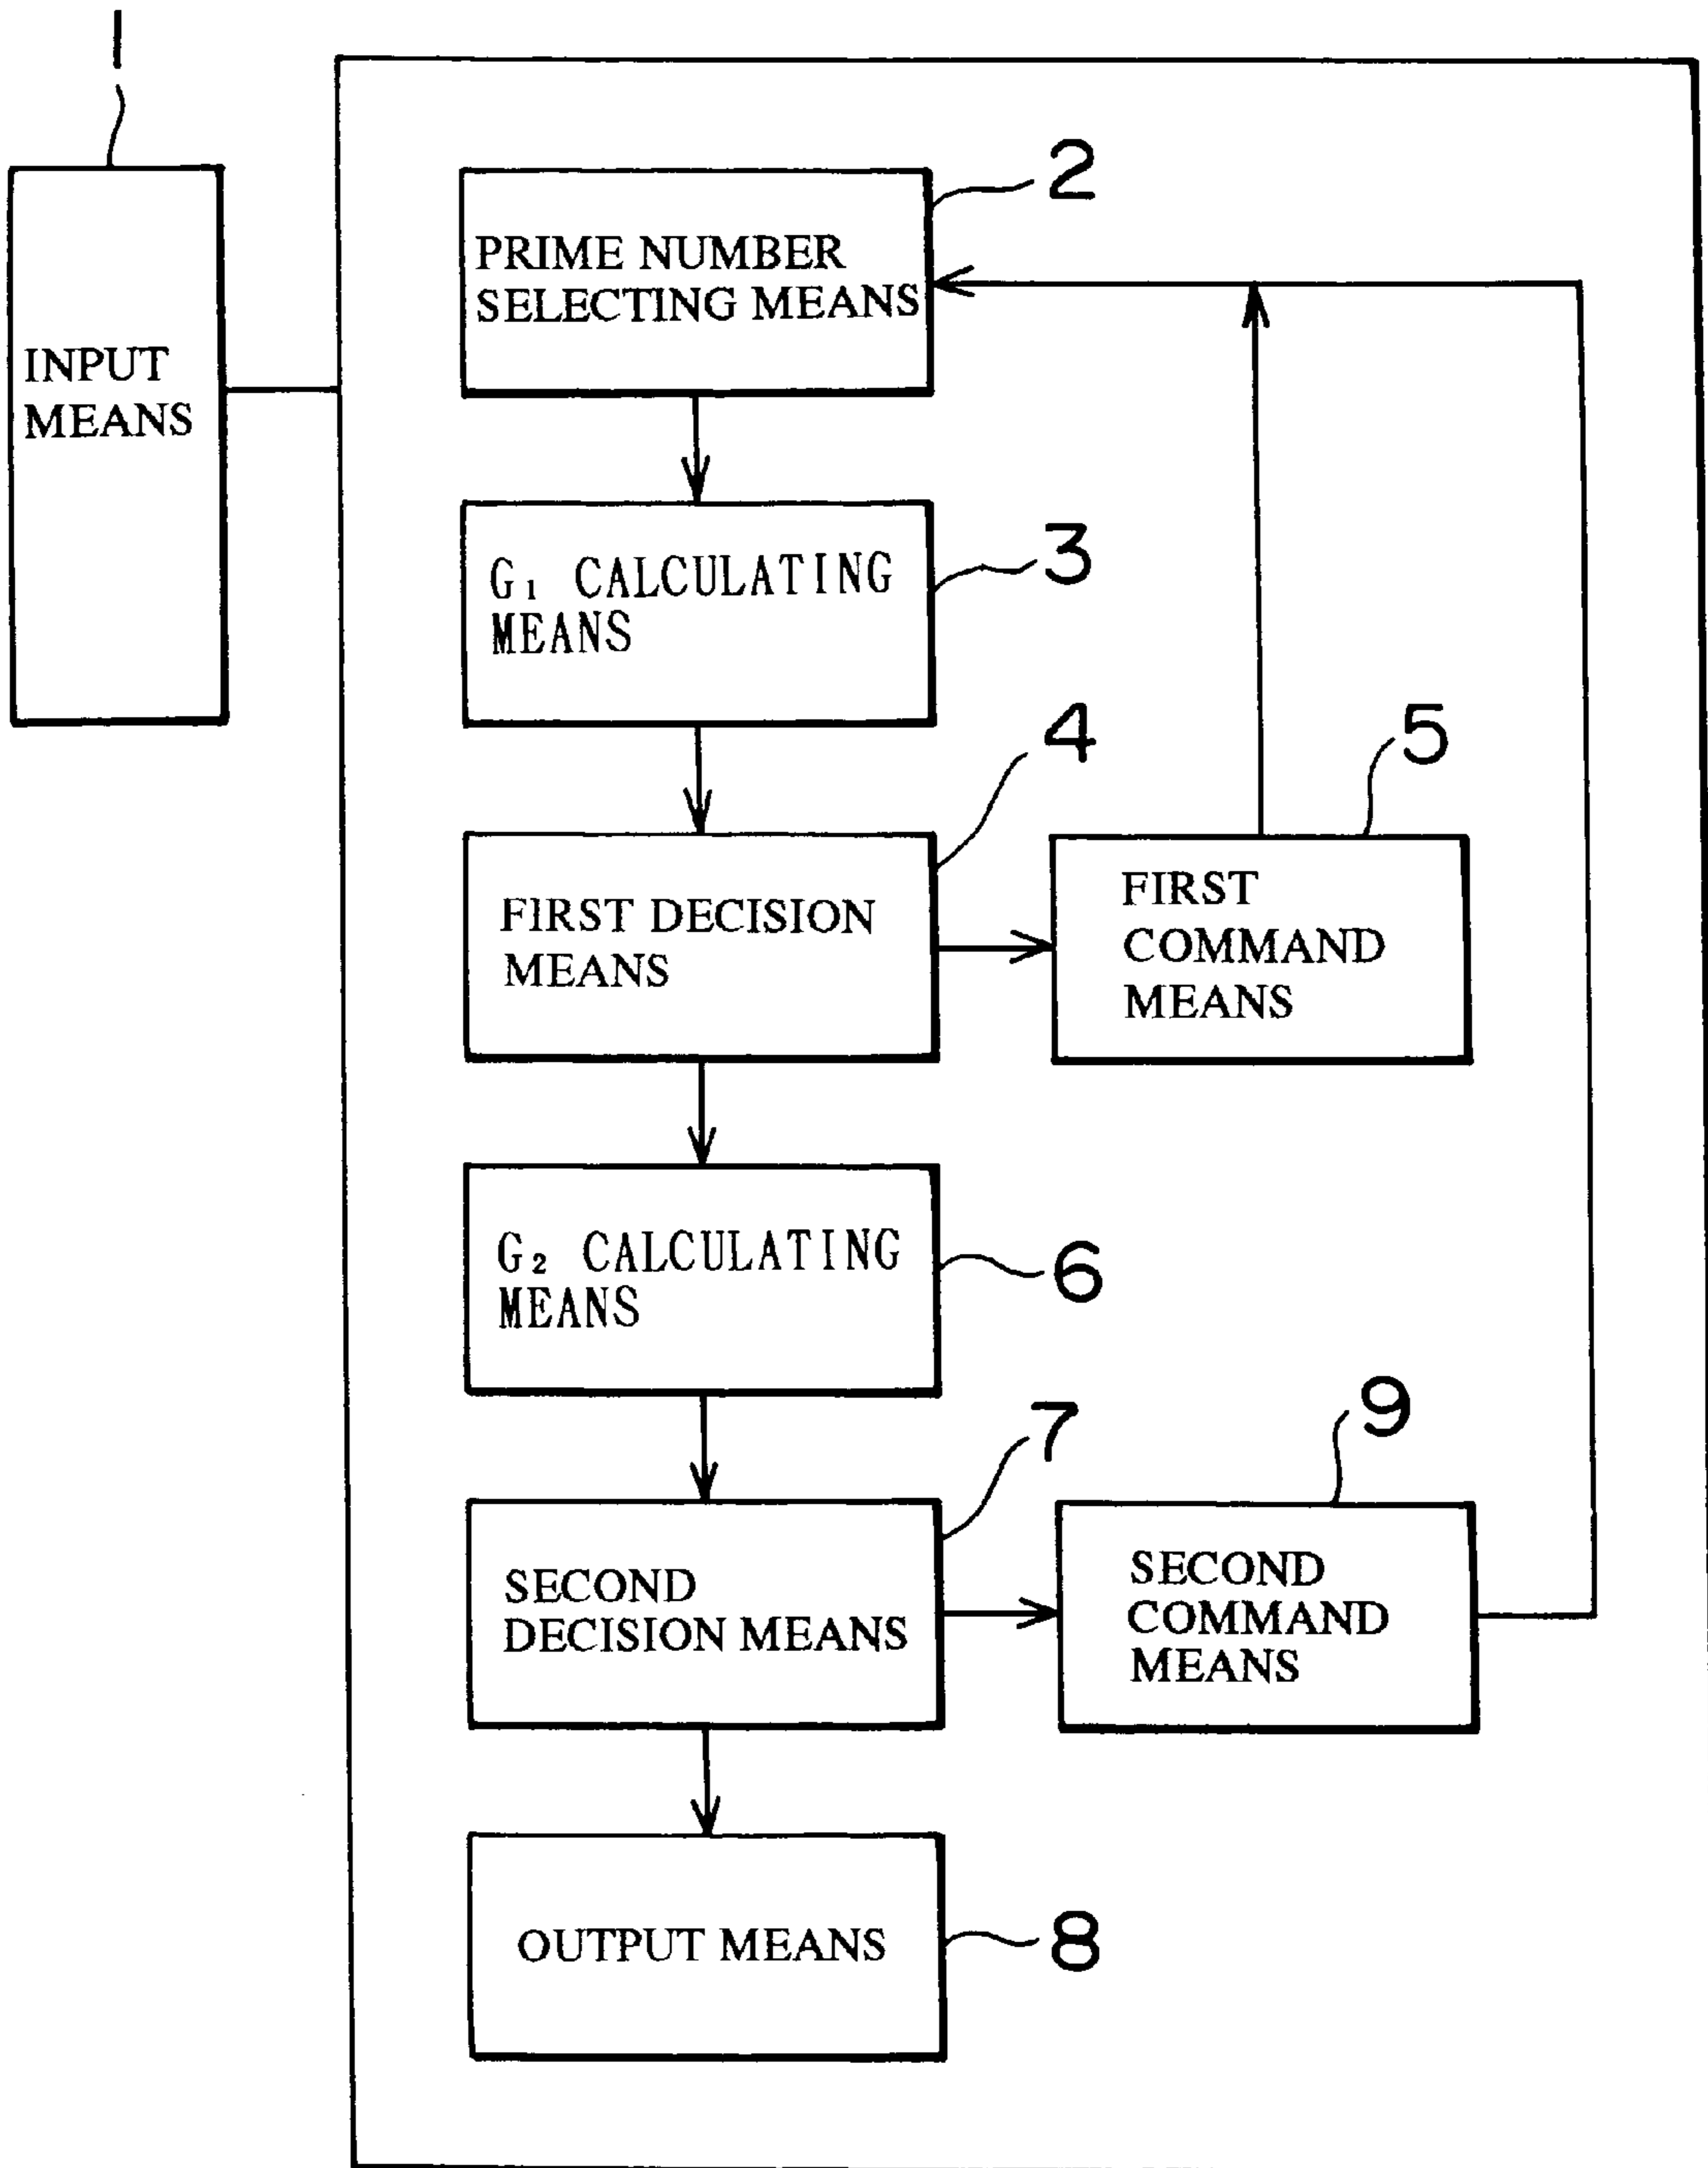 1
INPUT
MEANS
2
PRIME NUMBER
SELECTING MEANS
3
G₁ CALCULATING
MEANS
4
FIRST DECISION
MEANS
5
FIRST
COMMAND
MEANS
6
G₂ CALCULATING
MEANS
7
SECOND
DECISION MEANS
9
SECOND
COMMAND
MEANS
8
OUTPUT MEANS